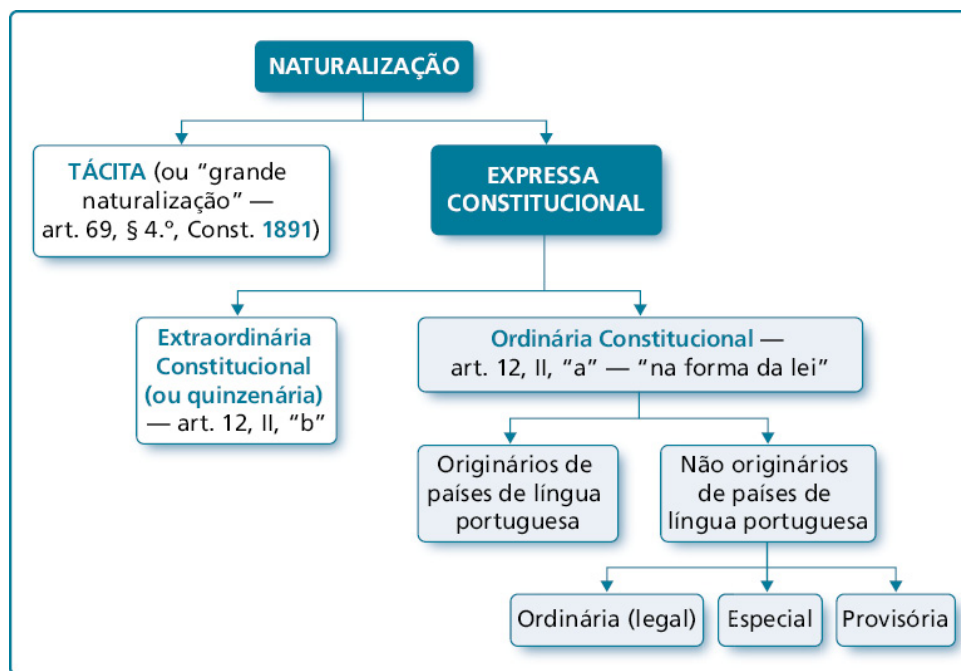 NATURALIZAÇÃO
TÁCITA (ou “grande
naturalização” —
art. 69, § 4.º, Const. 1891)
EXPRESSA
CONSTITUCIONAL
Extraordinária
Constitucional
(ou quinzenária)
— art. 12, II, “b”
Ordinária Constitucional —
art. 12, II, “a” — “na forma da lei”
Originários de
países de língua
portuguesa
Não originários
de países de
língua portuguesa
Ordinária (legal)
Especial
Provisória